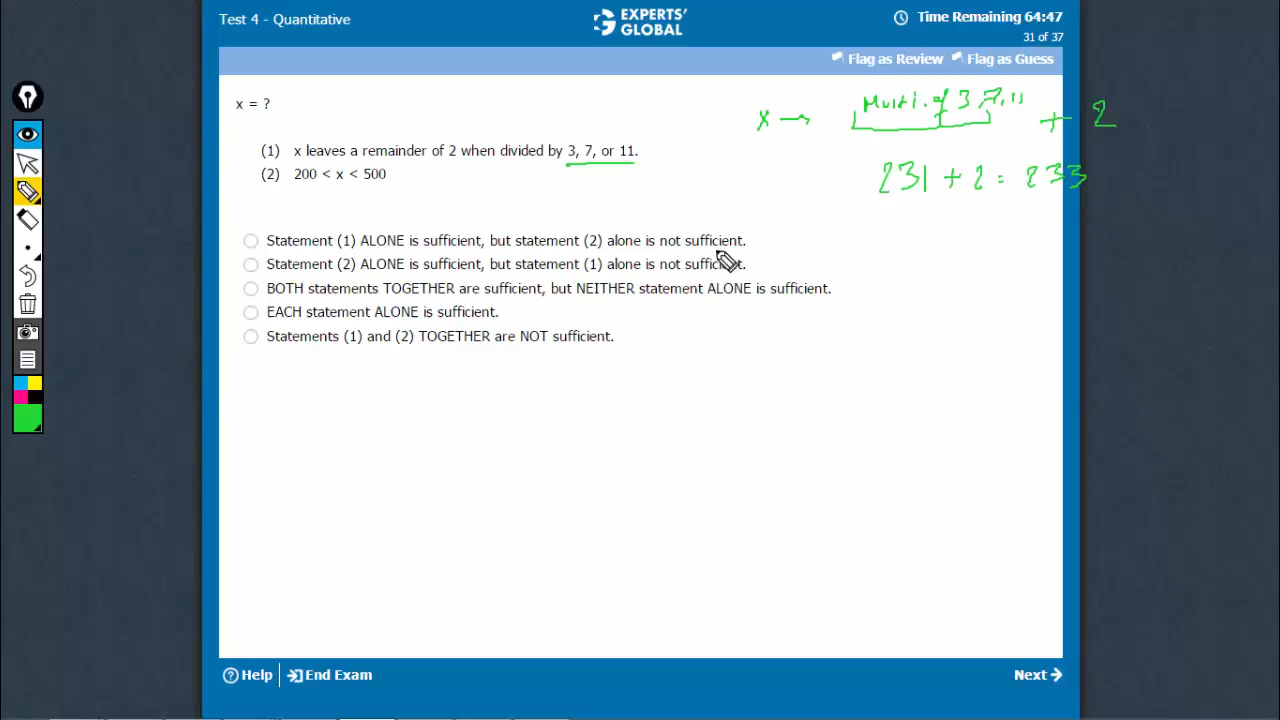 Test 4 - Quantitative
EXPERTS'
GLOBAL
Time Remaining 64:47
31 of 37
Flag as Review
Flag as Guess
x = ?
x → Multi. of 3, 7, 11 + 2
(1) x leaves a remainder of 2 when divided by 3, 7, or 11.
(2) 200 < x < 500
231 + 2 = 233
Statement (1) ALONE is sufficient, but statement (2) alone is not sufficient.
Statement (2) ALONE is sufficient, but statement (1) alone is not sufficient.
BOTH statements TOGETHER are sufficient, but NEITHER statement ALONE is sufficient.
EACH statement ALONE is sufficient.
Statements (1) and (2) TOGETHER are NOT sufficient.
Help
End Exam
Next